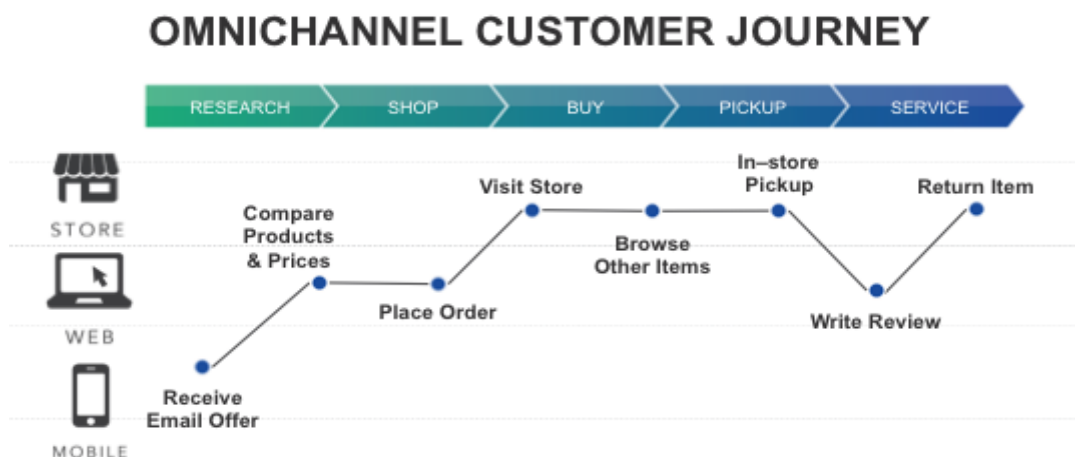 OMNICHANNEL CUSTOMER JOURNEY
RESEARCH
SHOP
BUY
PICKUP
SERVICE
STORE
WEB
MOBILE
Receive
Email Offer
Compare
Products
& Prices
Place Order
Visit Store
Browse
Other Items
In–store
Pickup
Write Review
Return Item